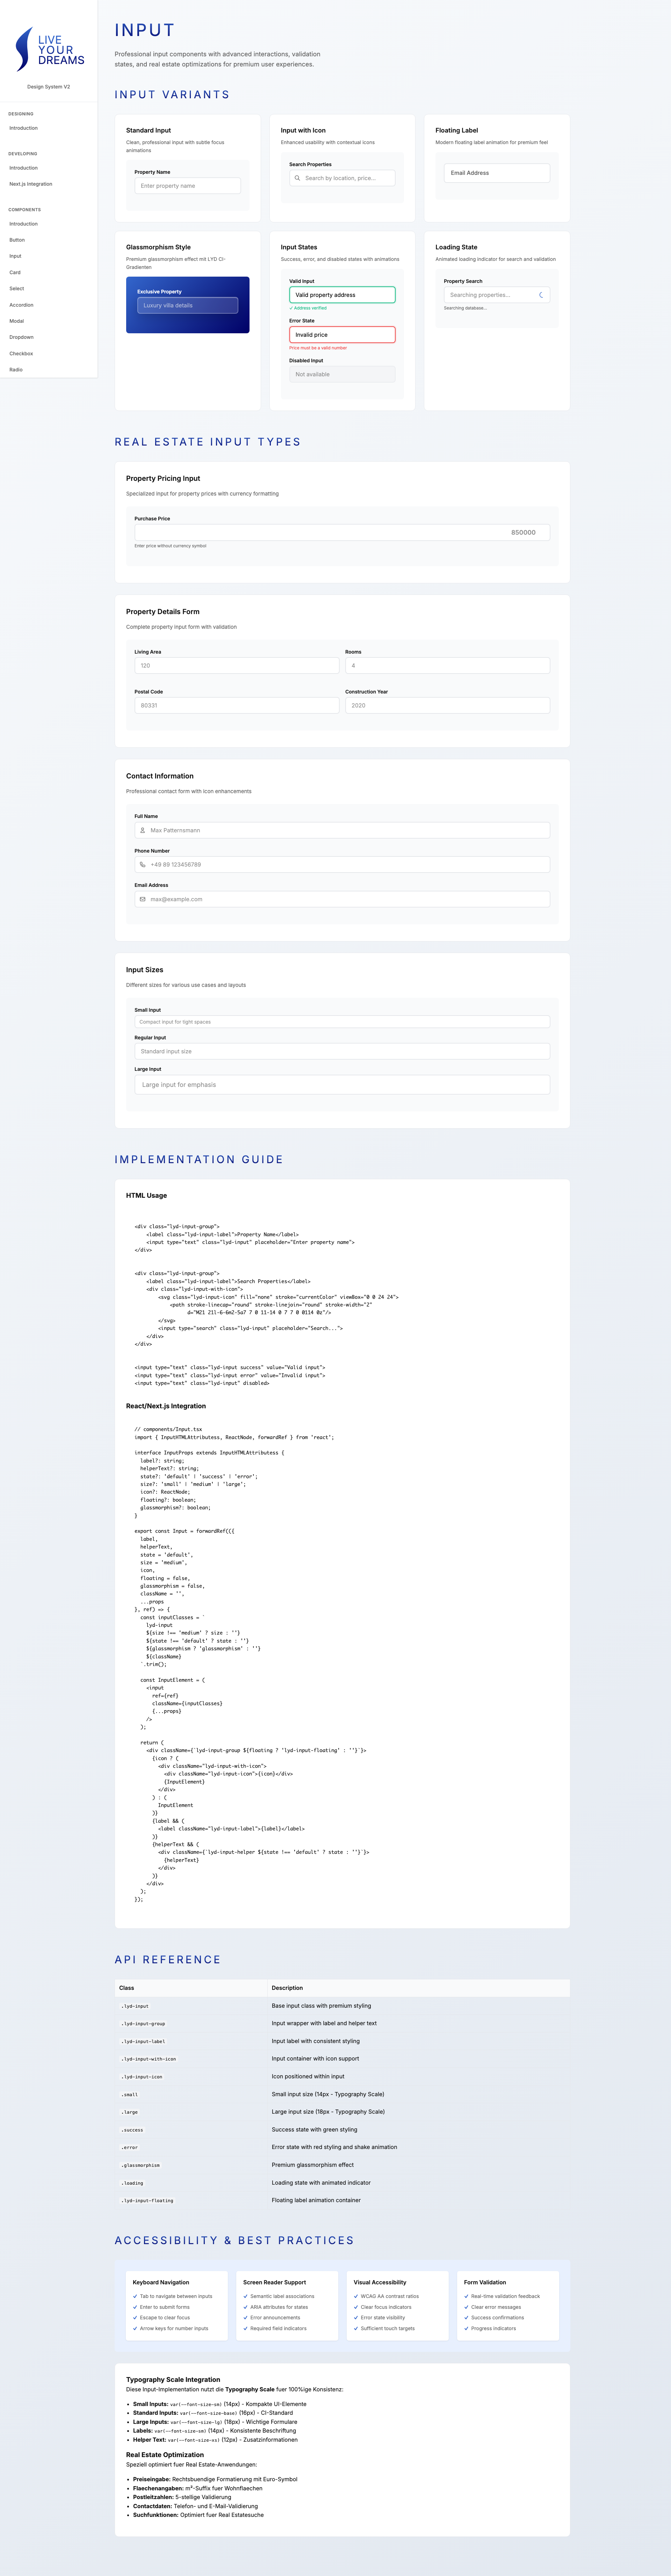 LIVE
YOUR
DREAMS
Design System V2
DESIGNING
Introduction
DEVELOPING
Introduction
Next.js Integration
COMPONENTS
Introduction
Button
Input
Card
Select
Accordion
Modal
Dropdown
Checkbox
Radio
INPUT
Professional input components with advanced interactions, validation
states, and real estate optimizations for premium user experiences.
INPUT VARIANTS
Standard Input
Clean, professional input with subtle focus
animations
Property Name
Enter property name
Input with Icon
Enhanced usability with contextual icons
Search Properties
Search by location, price...
Floating Label
Modern floating label animation for premium feel
Email Address
Glassmorphism Style
Premium glassmorphism effect mit LYD CI-
Gradienten
Exclusive Property
Luxury villa details
Input States
Success, error, and disabled states with animations
Valid Input
Valid property address
✓ Address verified
Error State
Invalid price
Price must be a valid number
Disabled Input
Not available
Loading State
Animated loading indicator for search and validation
Property Search
Searching properties...
Searching database...
REAL ESTATE INPUT TYPES
Property Pricing Input
Specialized input for property prices with currency formatting
Purchase Price
850000
Enter price without currency symbol
Property Details Form
Complete property input form with validation
Living Area
120
Rooms
4
Postal Code
80331
Construction Year
2020
Contact Information
Professional contact form with icon enhancements
Full Name
Max Patternsmann
Phone Number
+49 89 123456789
Email Address
max@example.com
Input Sizes
Different sizes for various use cases and layouts
Small Input
Compact input for tight spaces
Regular Input
Standard input size
Large Input
Large input for emphasis
IMPLEMENTATION GUIDE
HTML Usage
<div class="lyd-input-group">
<label class="lyd-input-label">Property Name</label>
<input type="text" class="lyd-input" placeholder="Enter property name">
</div>
<div class="lyd-input-group">
<label class="lyd-input-label">Search Properties</label>
<div class="lyd-input-with-icon">
<svg class="lyd-input-icon" fill="none" stroke="currentColor" viewBox="0 0 24 24">
<path stroke-linecap="round" stroke-linejoin="round" stroke-width="2"
d="M21 21l-6-6m2-5a7 7 0 11-14 0 7 7 0 0114 0z"/>
</svg>
<input type="search" class="lyd-input" placeholder="Search...">
</div>
</div>
<input type="text" class="lyd-input success" value="Valid input">
<input type="text" class="lyd-input error" value="Invalid input">
<input type="text" class="lyd-input" disabled>
React/Next.js Integration
// components/Input.tsx
import { InputHTMLAttributess, ReactNode, forwardRef } from 'react';
interface InputProps extends InputHTMLAttributess {
label?: string;
helperText?: string;
state?: 'default' | 'success' | 'error';
size?: 'small' | 'medium' | 'large';
icon?: ReactNode;
floating?: boolean;
glassmorphism?: boolean;
}
export const Input = forwardRef(({
label,
helperText,
state = 'default',
size = 'medium',
icon,
floating = false,
glassmorphism = false,
className = '',
...props
}, ref) => {
const inputClasses = `
lyd-input
${size !== 'medium' ? size : ''}
${state !== 'default' ? state : ''}
${glassmorphism ? 'glassmorphism' : ''}
${className}
`.trim();
const InputElement = (
<input
ref={ref}
className={inputClasses}
{...props}
/>
);
return (
<div className={`lyd-input-group ${floating ? 'lyd-input-floating' : ''}`}>
{icon ? (
<div className="lyd-input-with-icon">
<div className="lyd-input-icon">{icon}</div>
{InputElement}
</div>
) : (
InputElement
)}
{label && (
<label className="lyd-input-label">{label}</label>
)}
{helperText && (
<div className={`lyd-input-helper ${state !== 'default' ? state : ''}`}>
{helperText}
</div>
)}
</div>
);
});
API REFERENCE
Class Description
.lyd-input Base input class with premium styling
.lyd-input-group Input wrapper with label and helper text
.lyd-input-label Input label with consistent styling
.lyd-input-with-icon Input container with icon support
.lyd-input-icon Icon positioned within input
.small Small input size (14px - Typography Scale)
.large Large input size (18px - Typography Scale)
.success Success state with green styling
.error Error state with red styling and shake animation
.glassmorphism Premium glassmorphism effect
.loading Loading state with animated indicator
.lyd-input-floating Floating label animation container
ACCESSIBILITY & BEST PRACTICES
Keyboard Navigation
✓ Tab to navigate between inputs
✓ Enter to submit forms
✓ Escape to clear focus
✓ Arrow keys for number inputs
Screen Reader Support
✓ Semantic label associations
✓ ARIA attributes for states
✓ Error announcements
✓ Required field indicators
Visual Accessibility
✓ WCAG AA contrast ratios
✓ Clear focus indicators
✓ Error state visibility
✓ Sufficient touch targets
Form Validation
✓ Real-time validation feedback
✓ Clear error messages
✓ Success confirmations
✓ Progress indicators
Typography Scale Integration
Diese Input-Implementation nutzt die Typography Scale fuer 100%ige Konsistenz:
• Small Inputs: var(--font-size-sm) (14px) - Kompakte UI-Elemente
• Standard Inputs: var(--font-size-base) (16px) - CI-Standard
• Large Inputs: var(--font-size-lg) (18px) - Wichtige Formulare
• Labels: var(--font-size-sm) (14px) - Konsistente Beschriftung
• Helper Text: var(--font-size-xs) (12px) - Zusatzinformationen
Real Estate Optimization
Speziell optimiert fuer Real Estate-Anwendungen:
• Preiseingabe: Rechtsbuendige Formatierung mit Euro-Symbol
• Flaechenangaben: m²-Suffix fuer Wohnflaechen
• Postleitzahlen: 5-stellige Validierung
• Contactdaten: Telefon- und E-Mail-Validierung
• Suchfunktionen: Optimiert fuer Real Estatesuche